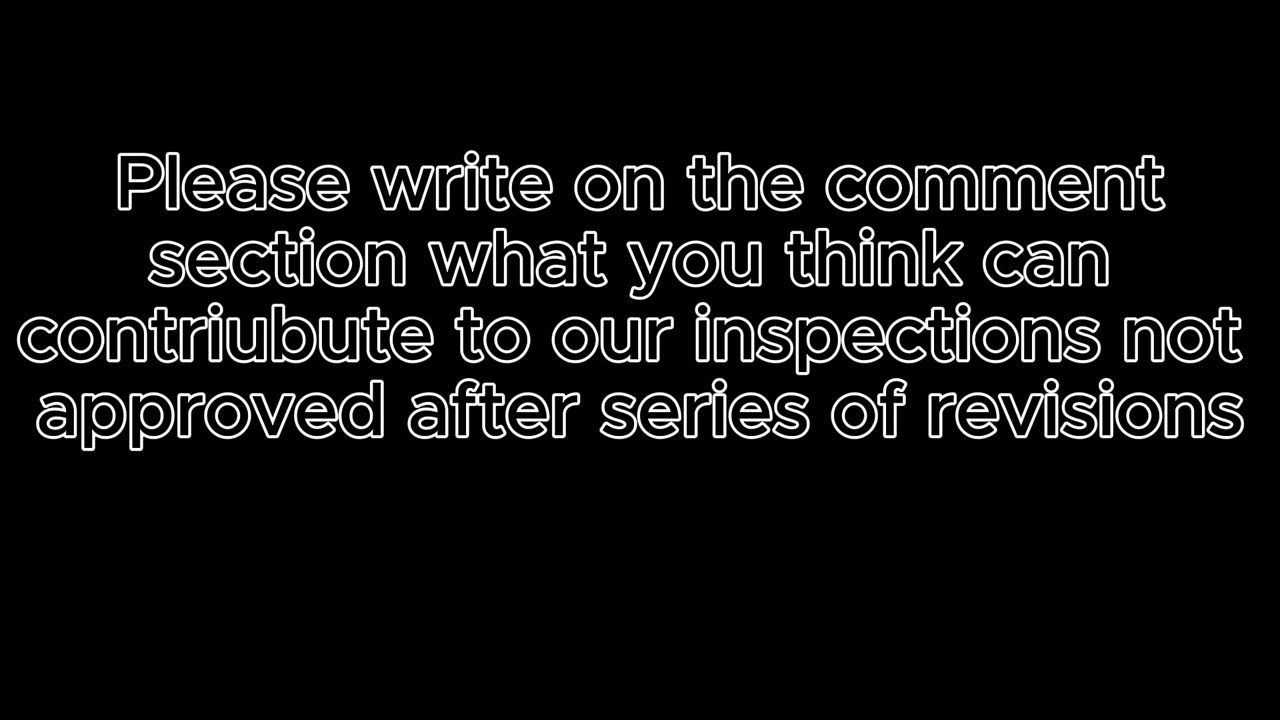 Please write on the comment
section what you think can
contriubute to our inspections not
approved after series of revisions